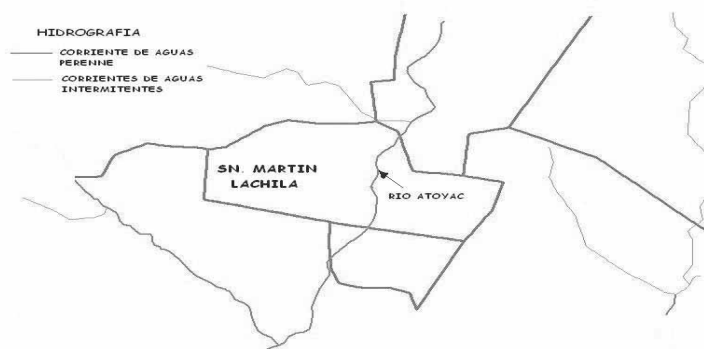 HIDROGRAFIA
CORRIENTE DE AGUAS
PERENNE
CORRIENTES DE AGUAS
INTERMITENTES
SN. MARTIN
LACHILA
RIO ATOYAC